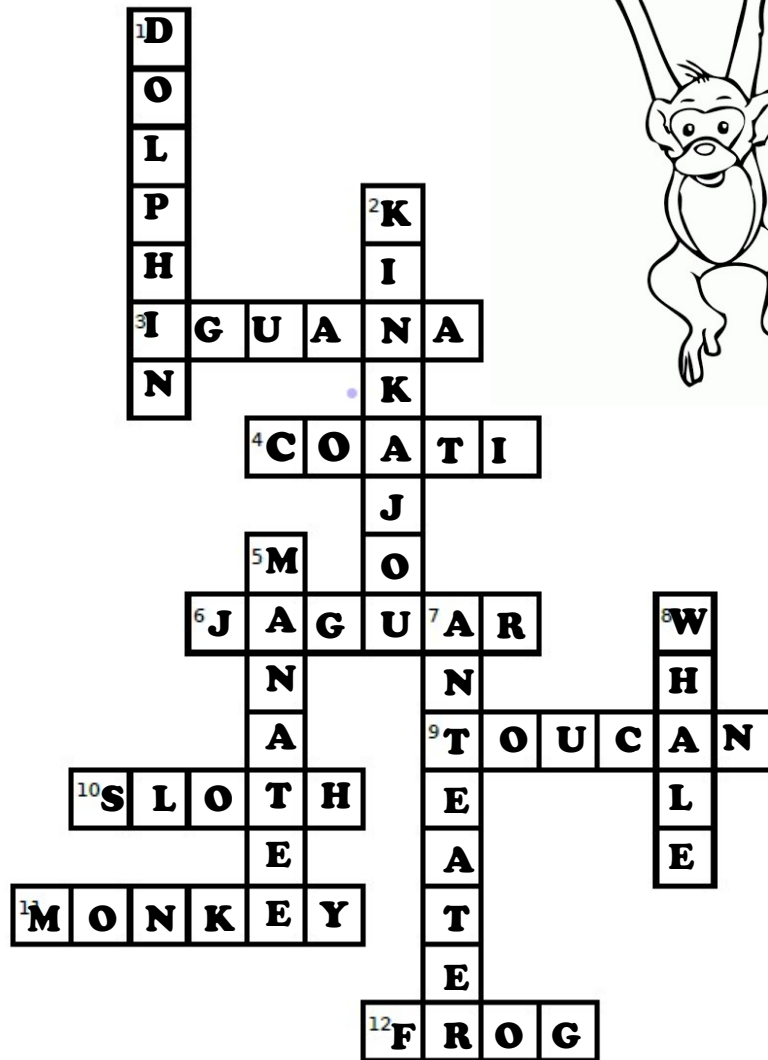 1D
O
L
P 2K
H I
3I G U A N A
N K
4C O A T I
J
5M O
6J A G U 7A R 8W
N N H
A 9T O U C A N
10S L O T H E L
E A E
11M O N K E Y T
E
12F R O G